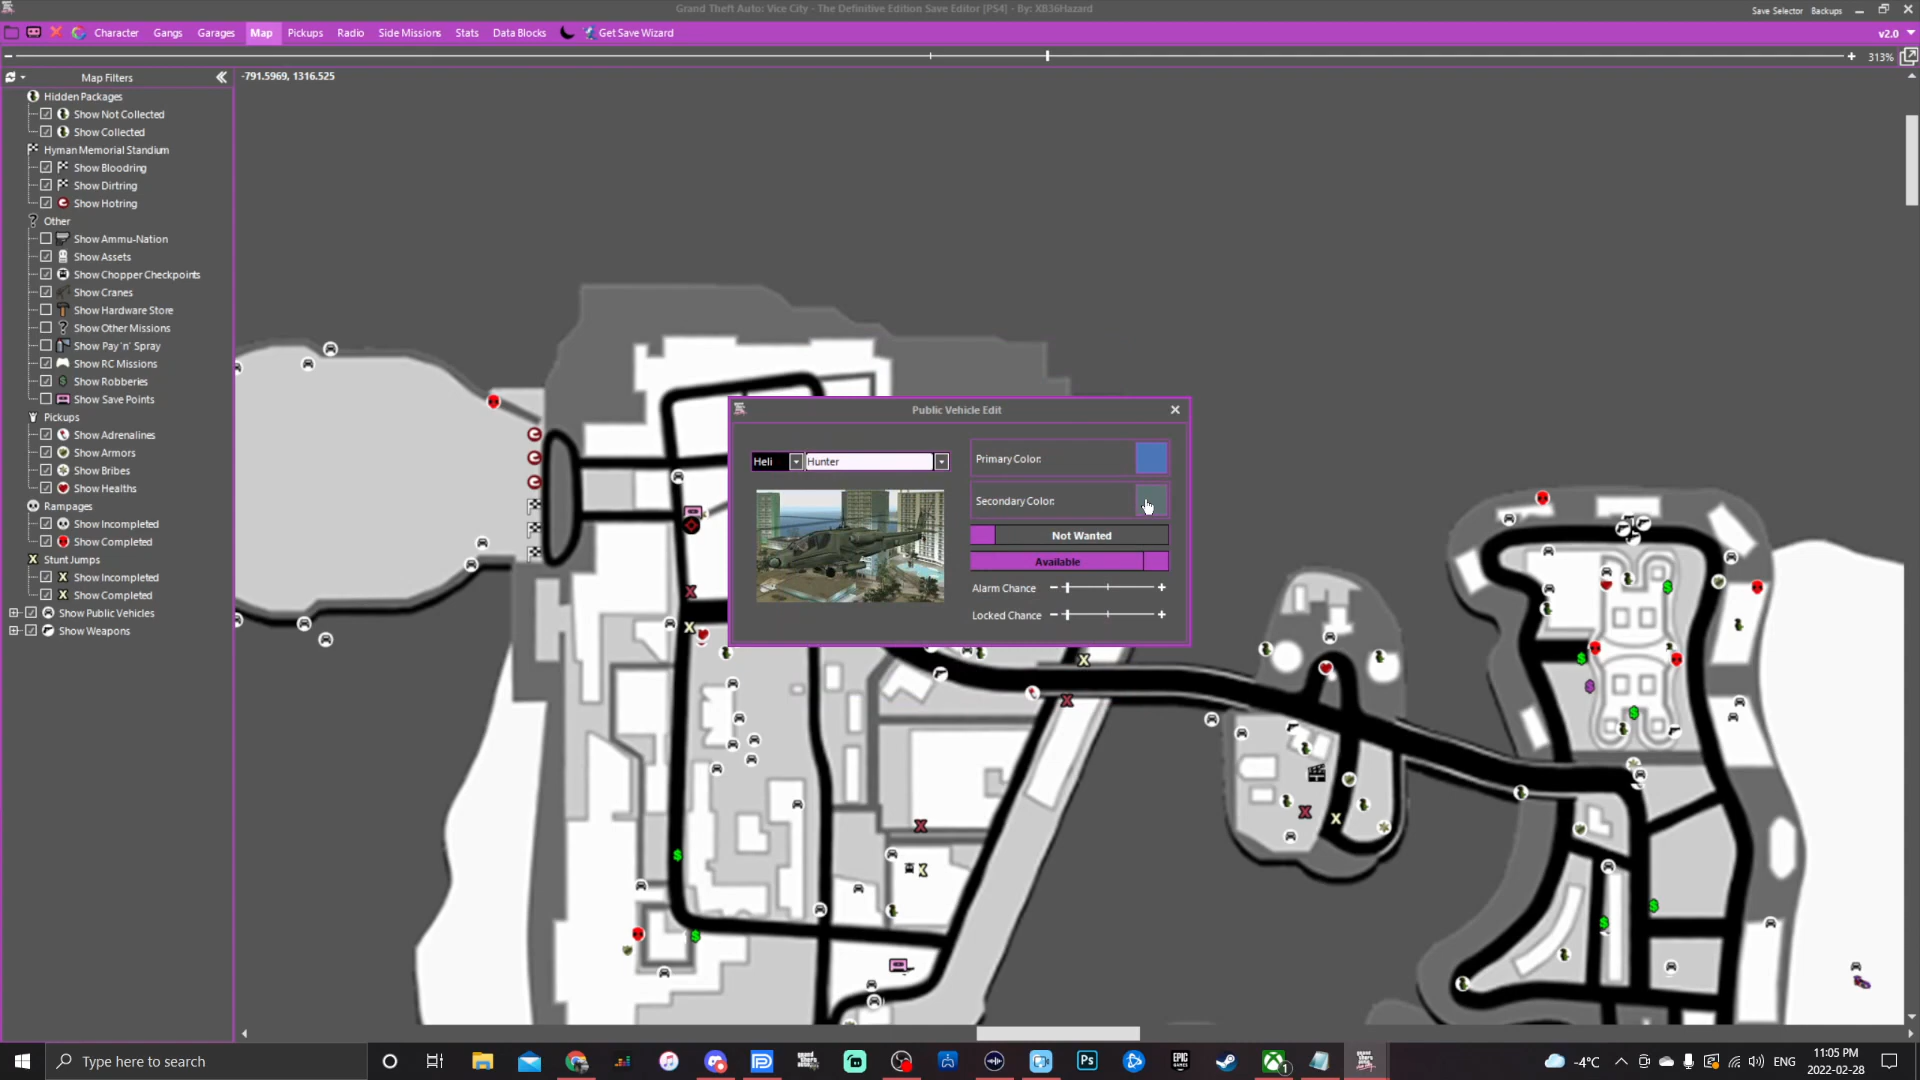 Grand Theft Auto: Vice City - The Definitive Edition Save Editor [PS4] - By: XB36Hazard
Save Selector Backups
Character Gangs Garages Map Pickups Radio Side Missions Stats Data Blocks Get Save Wizard v2.0
313%
Map Filters
-791.5969, 1316.525
Hidden Packages
Show Not Collected
Show Collected
Hyman Memorial Standium
Show Bloodring
Show Dirtring
Show Hotring
Other
Show Ammu-Nation
Show Assets
Show Chopper Checkpoints
Show Cranes
Show Hardware Store
Show Other Missions
Show Pay 'n' Spray
Show RC Missions
Show Robberies
Show Save Points
Pickups
Show Adrenalines
Show Armors
Show Bribes
Show Healths
Rampages
Show Incompleted
Show Completed
Stunt Jumps
Show Incompleted
Show Completed
Show Public Vehicles
Show Weapons
Public Vehicle Edit
Heli Hunter
Primary Color:
Secondary Color:
Not Wanted
Available
Alarm Chance
Locked Chance
Type here to search
-4°C
ENG
11:05 PM
2022-02-28